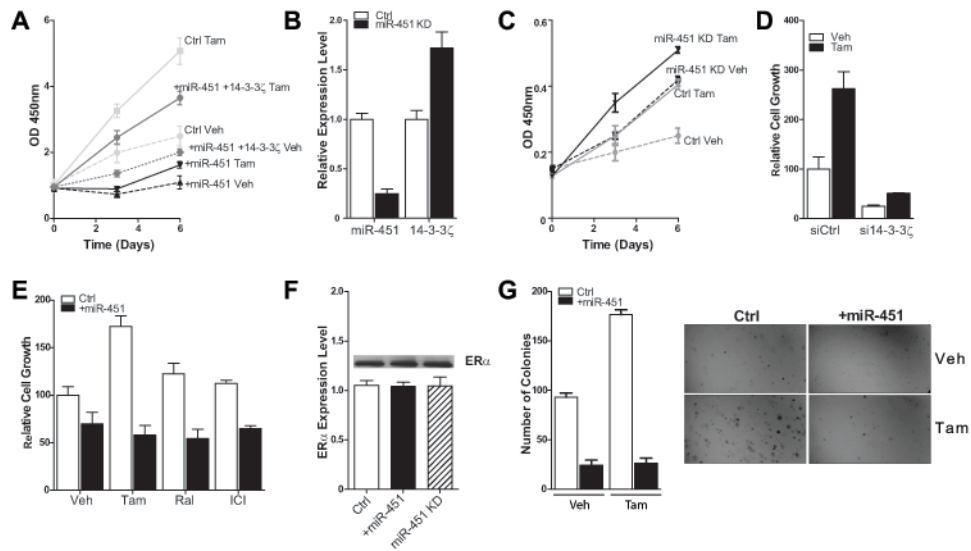 A
OD 450nm
6
4
2
0
0
2
4
6
Time (Days)
Ctrl Tam
+miR-451 +14-3-3ζ Tam
Ctrl Veh
+miR-451 +14-3-3ζ Veh
+miR-451 Tam
+miR-451 Veh
B
Ctrl
miR-451 KD
Relative Expression Level
2.0
1.5
1.0
0.5
0.0
miR-451
14-3-3ζ
C
OD 450nm
0.6
0.4
0.2
0
0
2
4
6
Time (Days)
miR-451 KD Tam
miR-451 KD Veh
Ctrl Tam
Ctrl Veh
D
Veh
Tam
Relative Cell Growth
400
300
200
100
0
siCtrl
si14-3-3ζ
E
Ctrl
+miR-451
Relative Cell Growth
200
150
100
50
0
Veh
Tam
Ral
ICI
F
ERα Expression Level
2.0
1.5
1.0
0.5
0.0
ERα
Ctrl
+miR-451
miR-451 KD
G
Ctrl
+miR-451
Number of Colonies
200
150
100
50
0
Veh
Tam
Ctrl
+miR-451
Veh
Tam